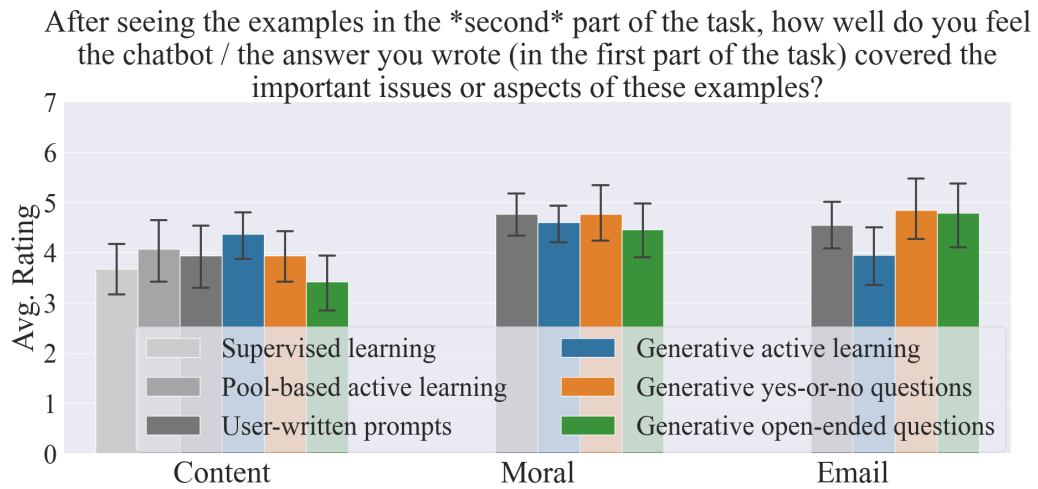 After seeing the examples in the *second* part of the task, how well do you feel
the chatbot / the answer you wrote (in the first part of the task) covered the
important issues or aspects of these examples?
7
6
5
4
3
2
1
0
Avg. Rating
Supervised learning
Pool-based active learning
User-written prompts
Generative active learning
Generative yes-or-no questions
Generative open-ended questions
Content
Moral
Email